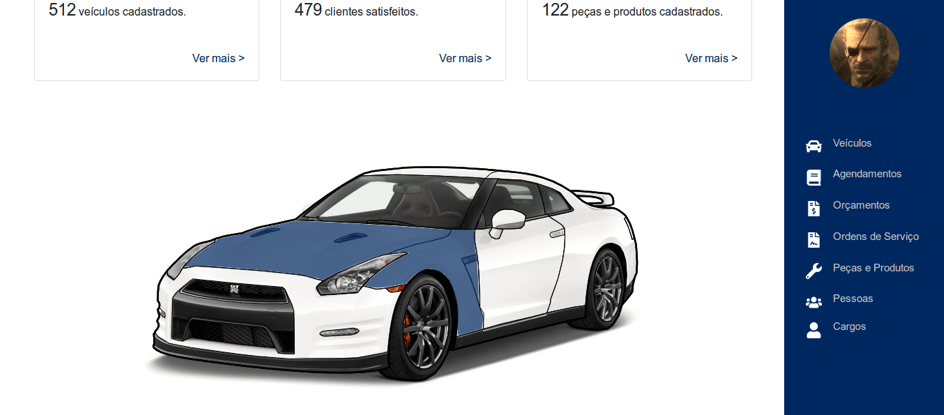 512 veículos cadastrados.
479 clientes satisfeitos.
122 peças e produtos cadastrados.
Ver mais >
Ver mais >
Ver mais >
Veículos
Agendamentos
Orçamentos
Ordens de Serviço
Peças e Produtos
Pessoas
Cargos